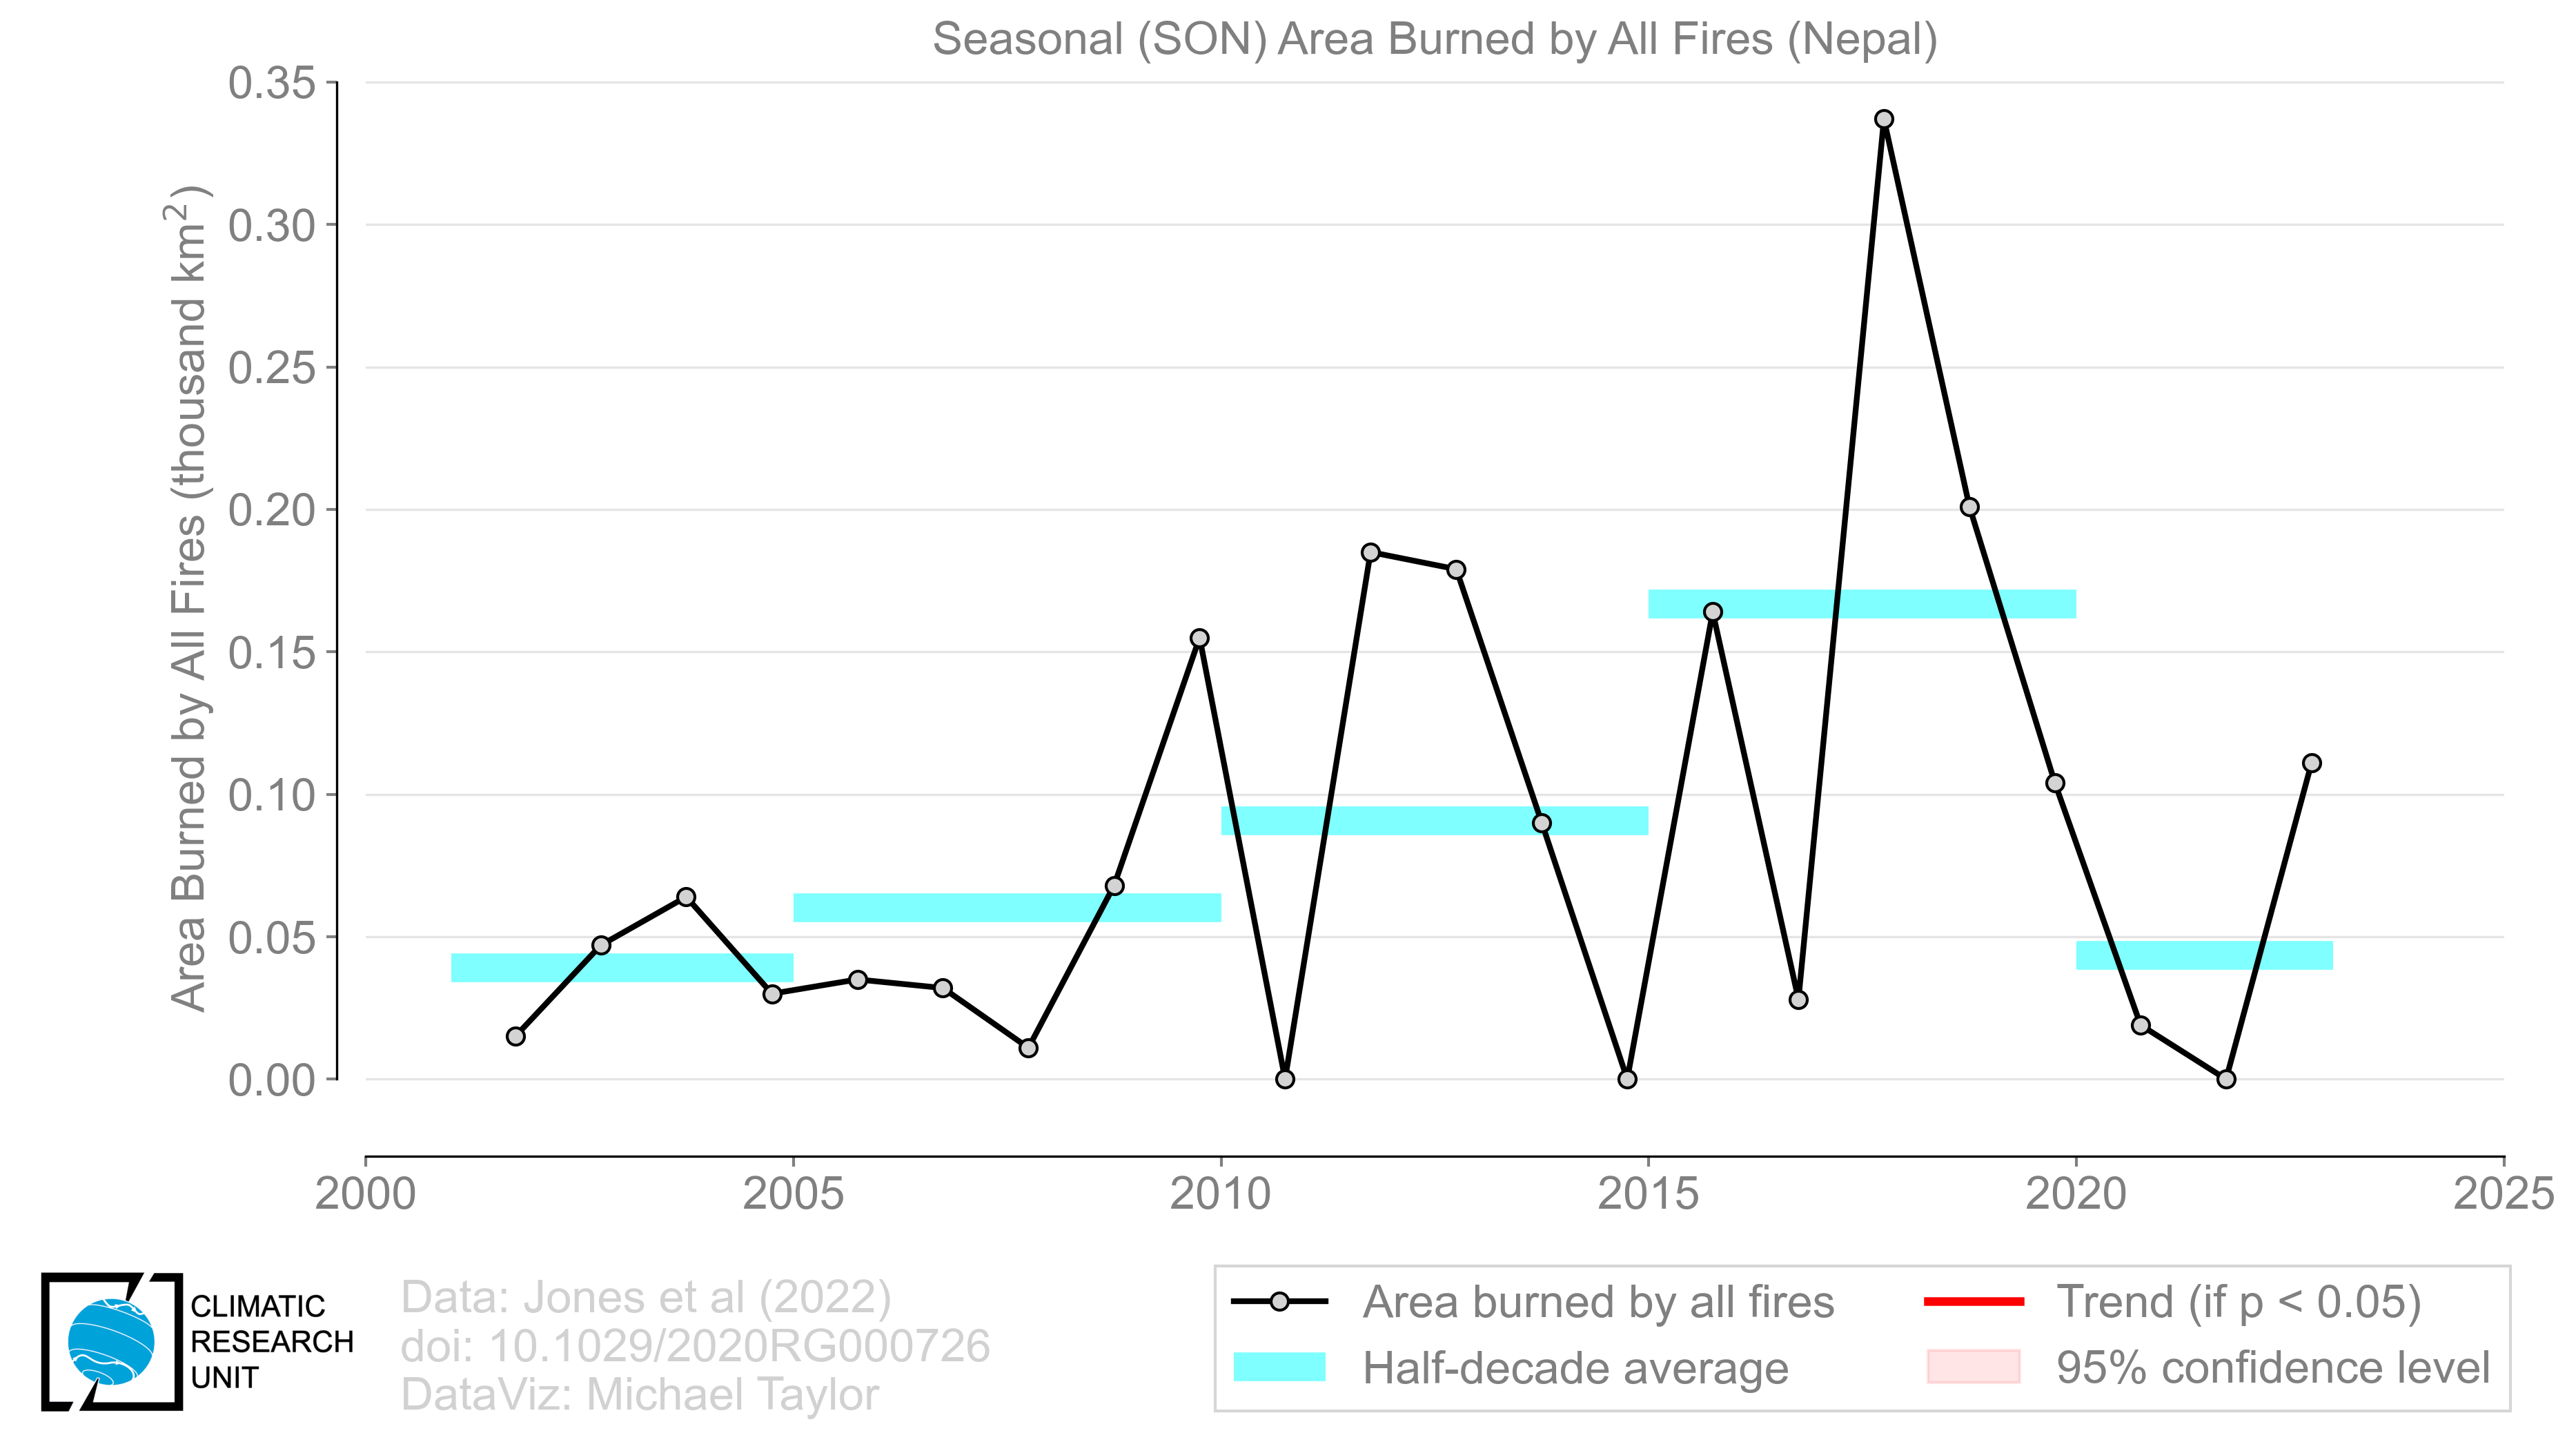 Seasonal (SON) Area Burned by All Fires (Nepal)
Area Burned by All Fires (thousand km²)
0.35
0.30
0.25
0.20
0.15
0.10
0.05
0.00
2000
2005
2010
2015
2020
2025
CLIMATIC
RESEARCH
UNIT
Data: Jones et al (2022)
doi: 10.1029/2020RG000726
DataViz: Michael Taylor
Area burned by all fires
Half-decade average
Trend (if p < 0.05)
95% confidence level